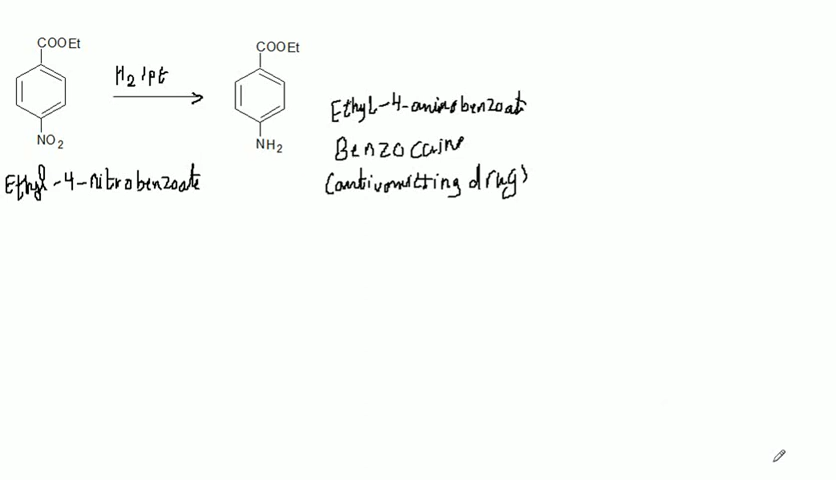 COOEt
H2/Pt
COOEt
Ethyl-4-aminobenzoate
NO2
NH2
Benzocaine
Ethyl-4-nitrobenzoate
(antivomitting drug)